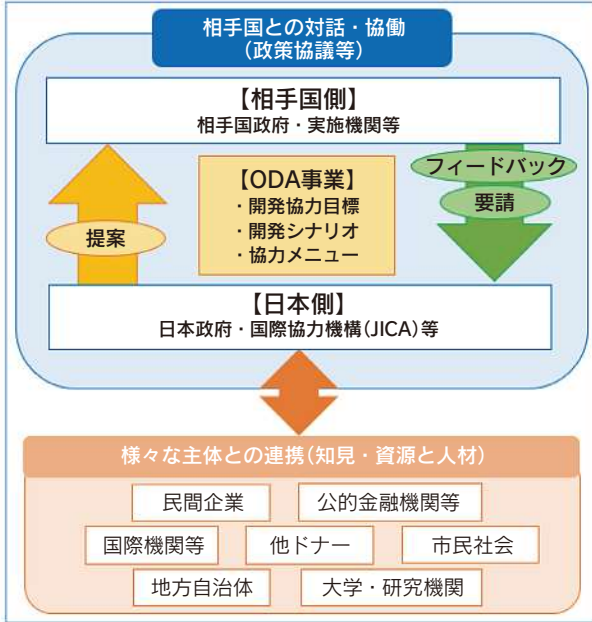 相手国との対話・協働
(政策協議等)
【相手国側】
相手国政府・実施機関等
フィードバック
要請
【ODA事業】
・開発協力目標
・開発シナリオ
・協力メニュー
提案
【日本側】
日本政府・国際協力機構(JICA)等
様々な主体との連携(知見・資源と人材)
民間企業
公的金融機関等
国際機関等
他ドナー
市民社会
地方自治体
大学・研究機関